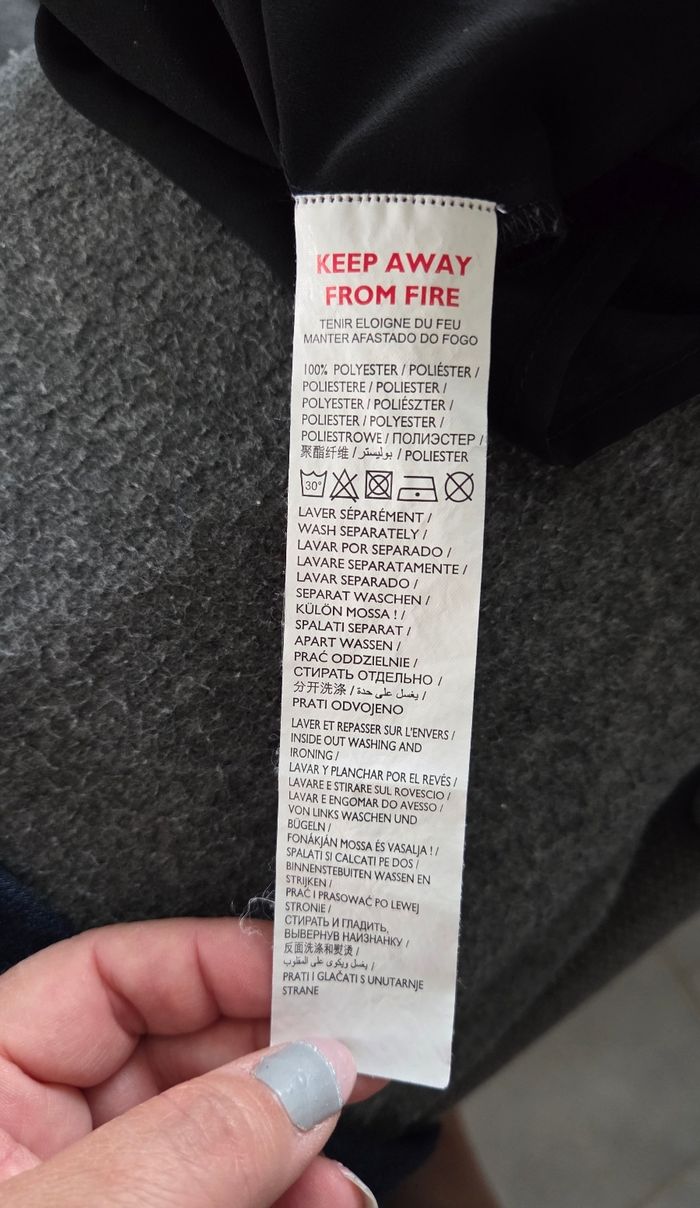 KEEP AWAY
FROM FIRE
TENIR ELOIGNE DU FEU
MANTER AFASTADO DO FOGO
100% POLYESTER / POLIÉSTER /
POLIESTERE / POLIESTER /
POLYESTER / POLIÉSZTER /
POLIESTER / POLYESTER /
POLIESTROWE / ПОЛИЭСТЕР /
聚酯纤维 / بوليستر / POLIESTER
30°
LAVER SÉPARÉMENT /
WASH SEPARATELY /
LAVAR POR SEPARADO /
LAVARE SEPARATAMENTE /
LAVAR SEPARADO /
SEPARAT WASCHEN /
KÜLÖN MOSSA ! /
SPALATI SEPARAT /
APART WASSEN /
PRAĆ ODDZIELNIE /
СТИРАТЬ ОТДЕЛЬНО /
分开洗涤 / يغسل على حدة /
PRATI ODVOJENO
LAVER ET REPASSER SUR L'ENVERS /
INSIDE OUT WASHING AND
IRONING /
LAVAR Y PLANCHAR POR EL REVÉS /
LAVARE E STIRARE SUL ROVESCIO /
LAVAR E ENGOMAR DO AVESSO /
VON LINKS WASCHEN UND
BÜGELN /
FONÁKJÁN MOSSA ÉS VASALJA ! /
SPALATI SI CALCATI PE DOS /
BINNENSTEBUITEN WASSEN EN
STRIJKEN /
PRAĆ I PRASOWAĆ PO LEWEJ
STRONIE /
СТИРАТЬ И ГЛАДИТЬ,
ВЫВЕРНУВ НАИЗНАНКУ /
反面洗涤和熨烫 /
يغسل ويكوى على المقلوب /
PRATI I GLAČATI S UNUTARNJE
STRANE